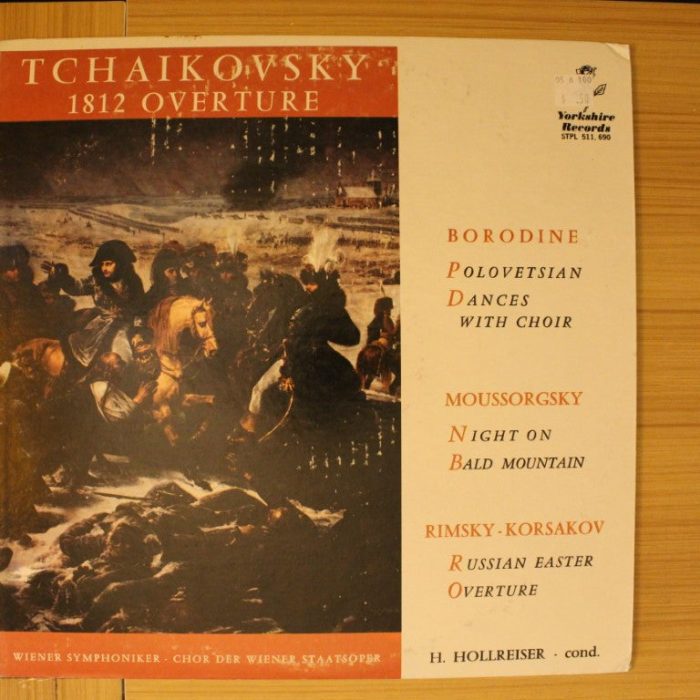 TCHAIKOVSKY
1812 OVERTURE
Yorkshire
Records
STPL 511, 690
BORODINE
POLOVETSIAN
DANCES
WITH CHOIR
MOUSSORGSKY
NIGHT ON
BALD MOUNTAIN
RIMSKY-KORSAKOV
RUSSIAN EASTER
OVERTURE
WIENER SYMPHONIKER - CHOR DER WIENER STAATSOPER
H. HOLLREISER · cond.